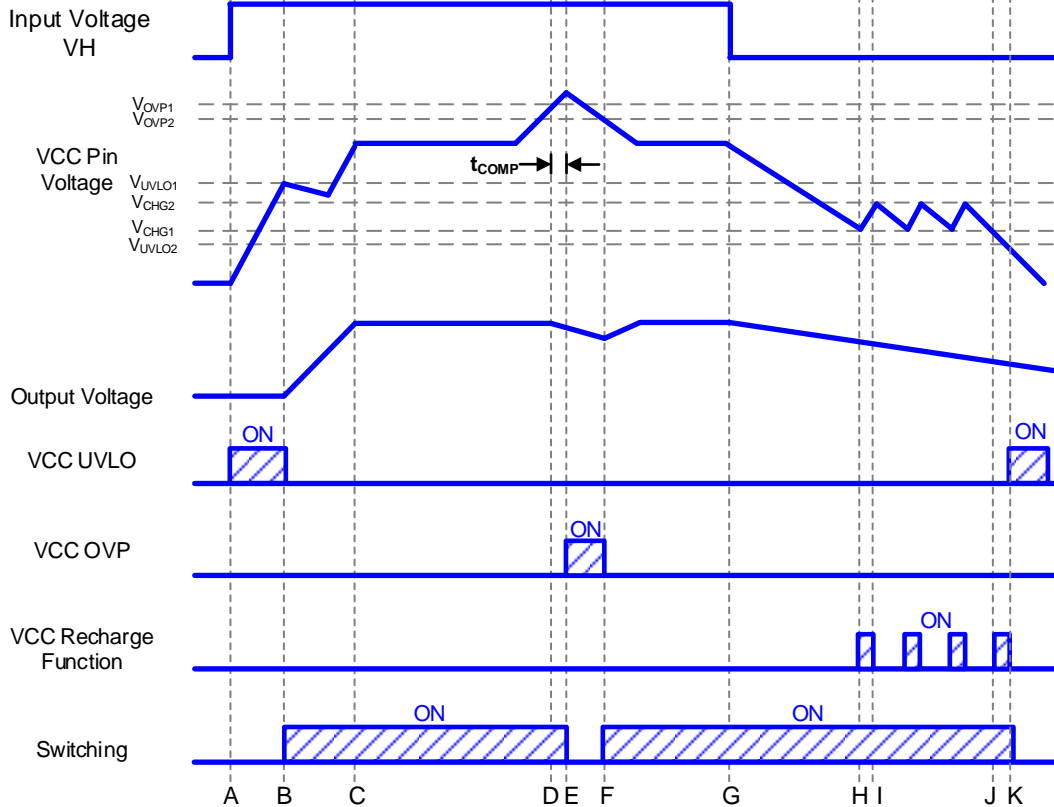 Input Voltage
VH
VOVP1
VOVP2
VCC Pin
Voltage
tCOMP
VUVLO1
VCHG2
VCHG1
VUVLO2
Output Voltage
ON
ON
VCC UVLO
ON
VCC OVP
VCC Recharge
Function
ON
ON
ON
Switching
A B C D E F G H I J K